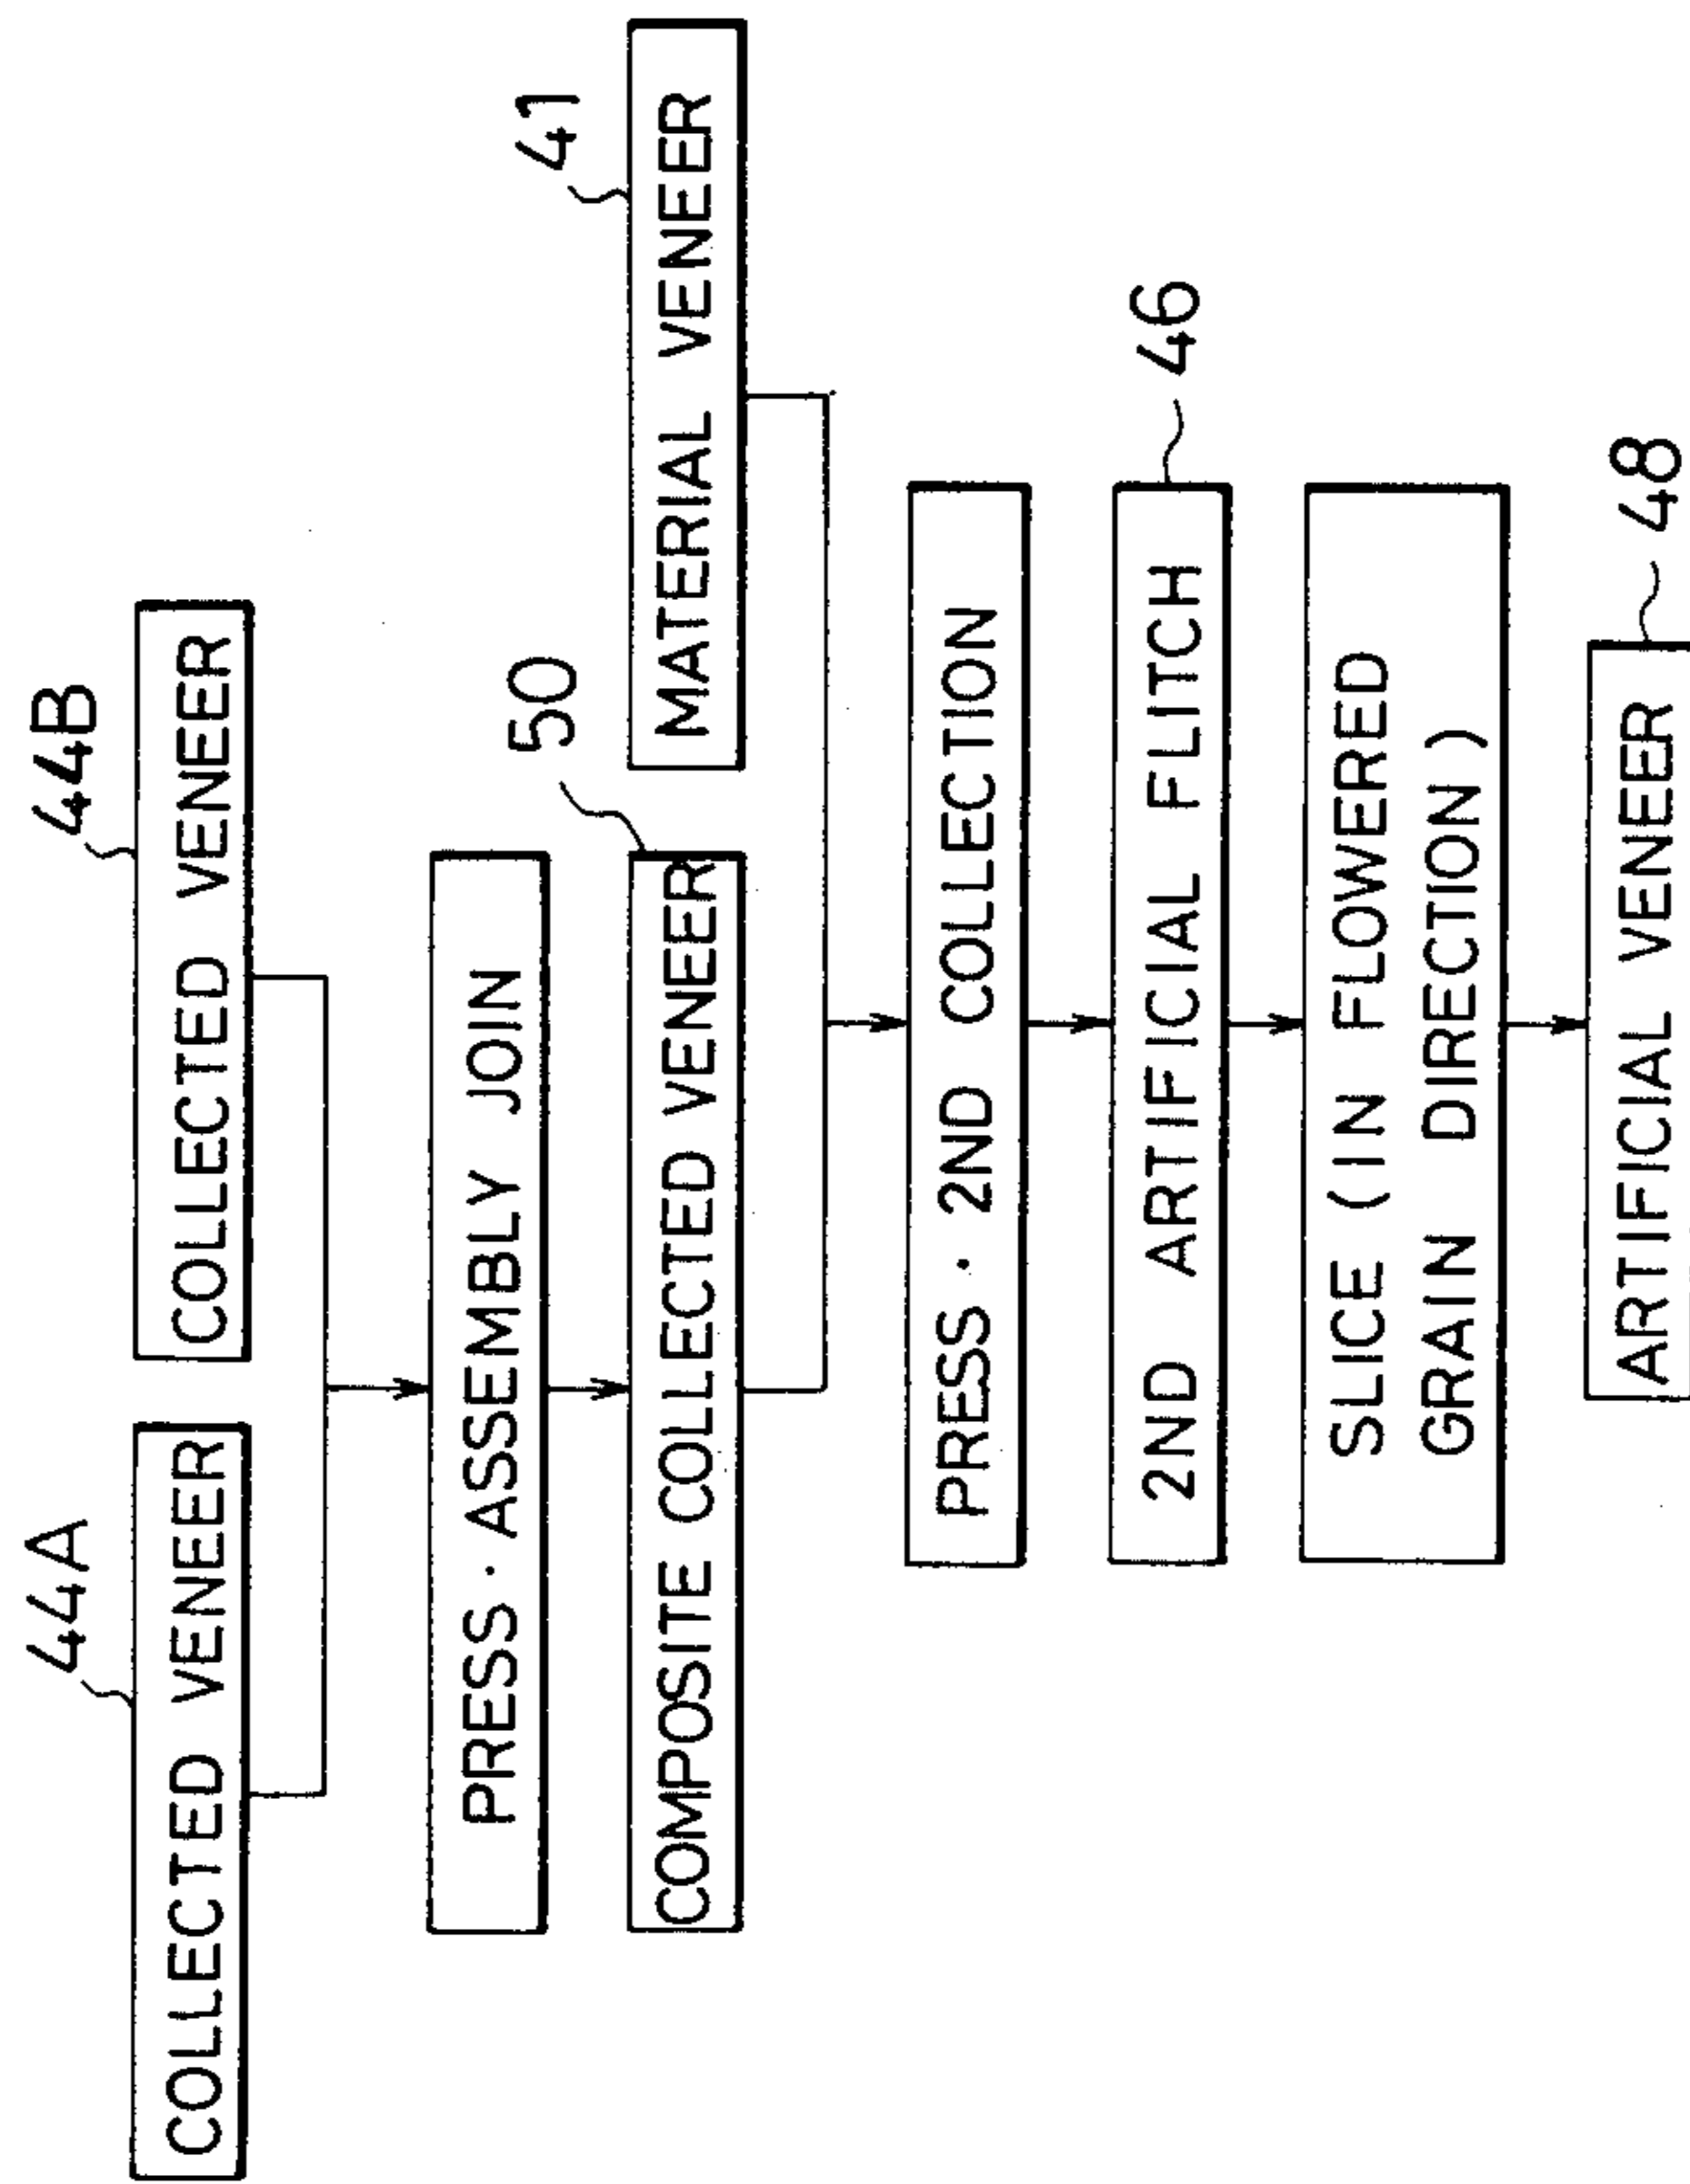 44A
44B
COLLECTED VENEER
COLLECTED VENEER
PRESS · ASSEMBLY JOIN
50
41
COMPOSITE COLLECTED VENEER
MATERIAL VENEER
PRESS · 2ND COLLECTION
46
2ND ARTIFICIAL FLITCH
SLICE (IN FLOWERED
GRAIN DIRECTION)
48
ARTIFICIAL VENEER